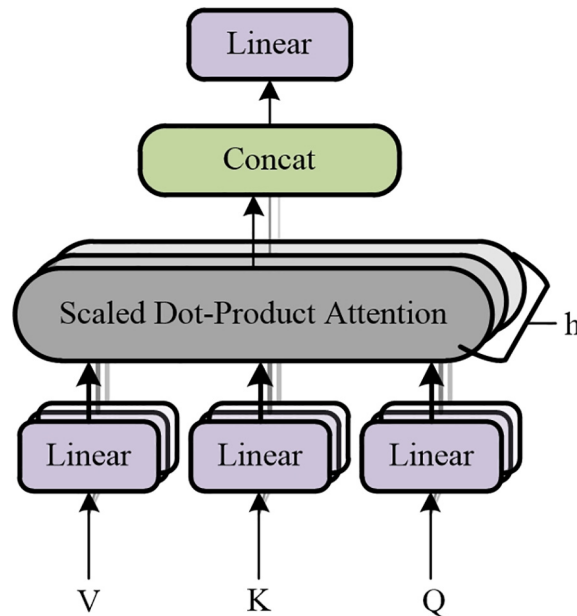 Linear
Concat
Scaled Dot-Product Attention
h
Linear Linear Linear
V K Q